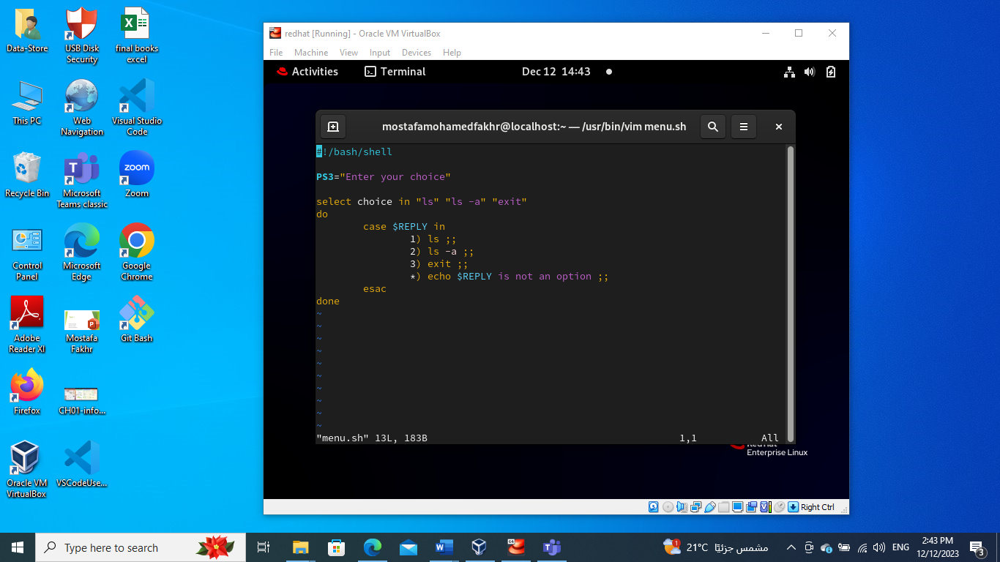 Data-Store
USB Disk
Security
final books
excel
This PC
Web
Navigation
Visual Studio
Code
Recycle Bin
Microsoft
Teams classic
zoom
Zoom
Control
Panel
Microsoft
Edge
Google
Chrome
Adobe
Reader XI
Mostafa
Fakhr
Git Bash
Firefox
CH01-info...
Oracle VM
VirtualBox
VSCodeUse...
redhat [Running] - Oracle VM VirtualBox
File Machine View Input Devices Help
Activities Terminal Dec 12 14:43
mostafamohamedfakhr@localhost:~ — /usr/bin/vim menu.sh
#!/bash/shell
PS3="Enter your choice"
select choice in "ls" "ls -a" "exit"
do
case $REPLY in
1) ls ;;
2) ls -a ;;
3) exit ;;
*) echo $REPLY is not an option ;;
esac
done
~
~
~
~
~
~
~
~
~
~
"menu.sh" 13L, 183B 1,1 All
Red Hat
Enterprise Linux
Right Ctrl
Type here to search
1
21°C مشمس جزئيًا
ENG
2:43 PM
12/12/2023
3